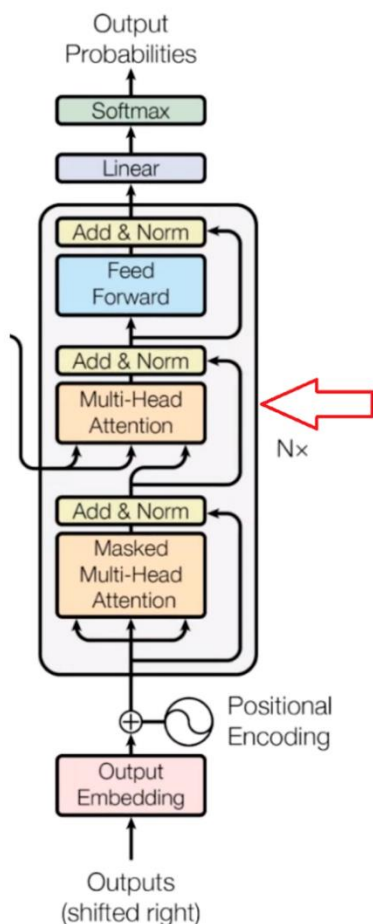 Output
Probabilities
Softmax
Linear
Add & Norm
Feed
Forward
Add & Norm
Multi-Head
Attention
N×
Add & Norm
Masked
Multi-Head
Attention
Positional
Encoding
Output
Embedding
Outputs
(shifted right)